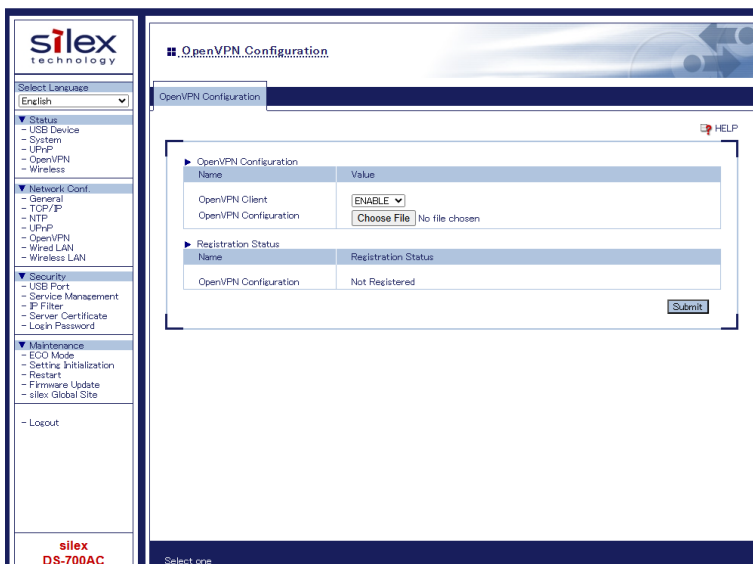 silex
technology
Select Language
English
▼ Status
- USB Device
- System
- UPnP
- OpenVPN
- Wireless
▼ Network Conf.
- General
- TCP/IP
- NTP
- UPnP
- OpenVPN
- Wired LAN
- Wireless LAN
▼ Security
- USB Port
- Service Management
- IP Filter
- Server Certificate
- Login Password
▼ Maintenance
- ECO Mode
- Setting Initialization
- Restart
- Firmware Update
- silex Global Site
- Logout
silex
DS-700AC
OpenVPN Configuration
OpenVPN Configuration
HELP
OpenVPN Configuration
Name Value
OpenVPN Client ENABLE
OpenVPN Configuration Choose File No file chosen
Registration Status
Name Registration Status
OpenVPN Configuration Not Registered
Submit
Select one